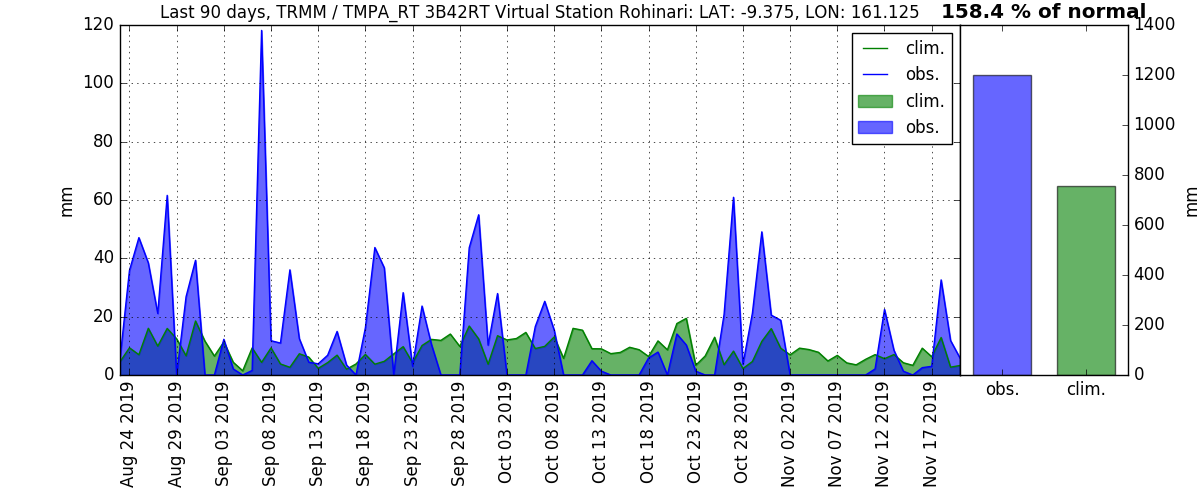 Last 90 days, TRMM / TMPA_RT 3B42RT Virtual Station Rohinari: LAT: -9.375, LON: 161.125
158.4 % of normal
120
100
80
60
40
20
0
mm
clim.
obs.
clim.
obs.
1400
1200
1000
800
600
400
200
0
mm
Aug 24 2019
Aug 29 2019
Sep 03 2019
Sep 08 2019
Sep 13 2019
Sep 18 2019
Sep 23 2019
Sep 28 2019
Oct 03 2019
Oct 08 2019
Oct 13 2019
Oct 18 2019
Oct 23 2019
Oct 28 2019
Nov 02 2019
Nov 07 2019
Nov 12 2019
Nov 17 2019
obs.
clim.